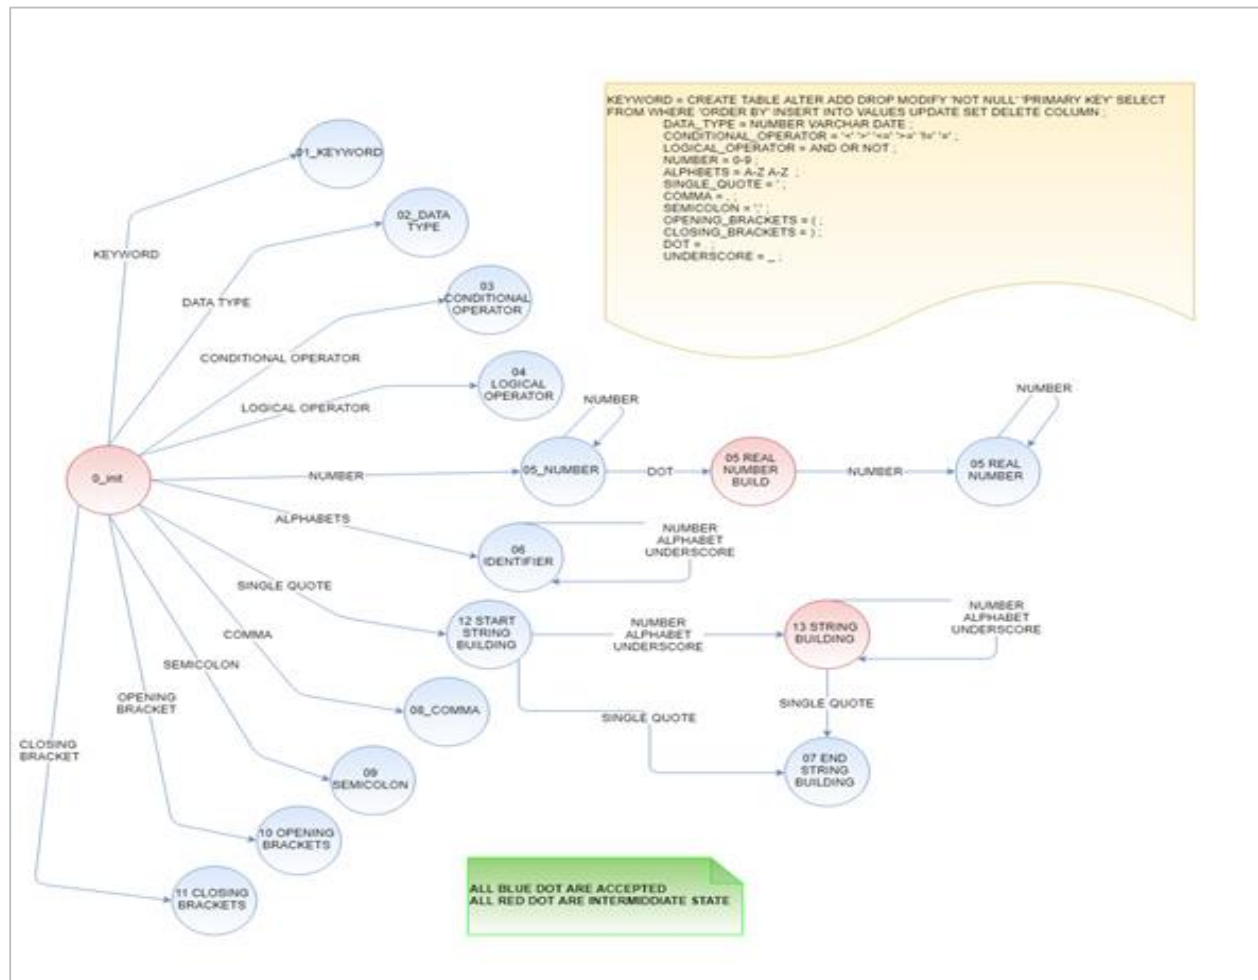 KEYWORD = CREATE TABLE ALTER ADD DROP MODIFY 'NOT NULL' 'PRIMARY KEY' SELECT
FROM WHERE 'ORDER BY' INSERT INTO VALUES UPDATE SET DELETE COLUMN ;
DATA_TYPE = NUMBER VARCHAR DATE ;
CONDITIONAL_OPERATOR = '<' '>' '<=' '>=' '!=' '=' ;
LOGICAL_OPERATOR = AND OR NOT ;
NUMBER = 0-9 ;
ALPHBETS = A-Z A-Z ;
SINGLE_QUOTE = ' ;
COMMA = , ;
SEMICOLON = ';' ;
OPENING_BRACKETS = ( ;
CLOSING_BRACKETS = ) ;
DOT = . ;
UNDERSCORE = _ ;
01_KEYWORD
KEYWORD
02_DATA
TYPE
DATA TYPE
03
CONDITIONAL
OPERATOR
CONDITIONAL OPERATOR
04
LOGICAL
OPERATOR
LOGICAL OPERATOR
0_init
NUMBER
05_NUMBER
NUMBER
DOT
05 REAL
NUMBER
BUILD
NUMBER
05 REAL
NUMBER
NUMBER
ALPHABETS
06
IDENTIFIER
NUMBER
ALPHABET
UNDERSCORE
SINGLE QUOTE
12 START
STRING
BUILDING
NUMBER
ALPHABET
UNDERSCORE
13 STRING
BUILDING
NUMBER
ALPHABET
UNDERSCORE
SINGLE QUOTE
SINGLE QUOTE
07 END
STRING
BUILDING
COMMA
08_COMMA
SEMICOLON
09
SEMICOLON
OPENING
BRACKET
10 OPENING
BRACKETS
CLOSING
BRACKET
11 CLOSING
BRACKETS
ALL BLUE DOT ARE ACCEPTED
ALL RED DOT ARE INTERMIDDIATE STATE